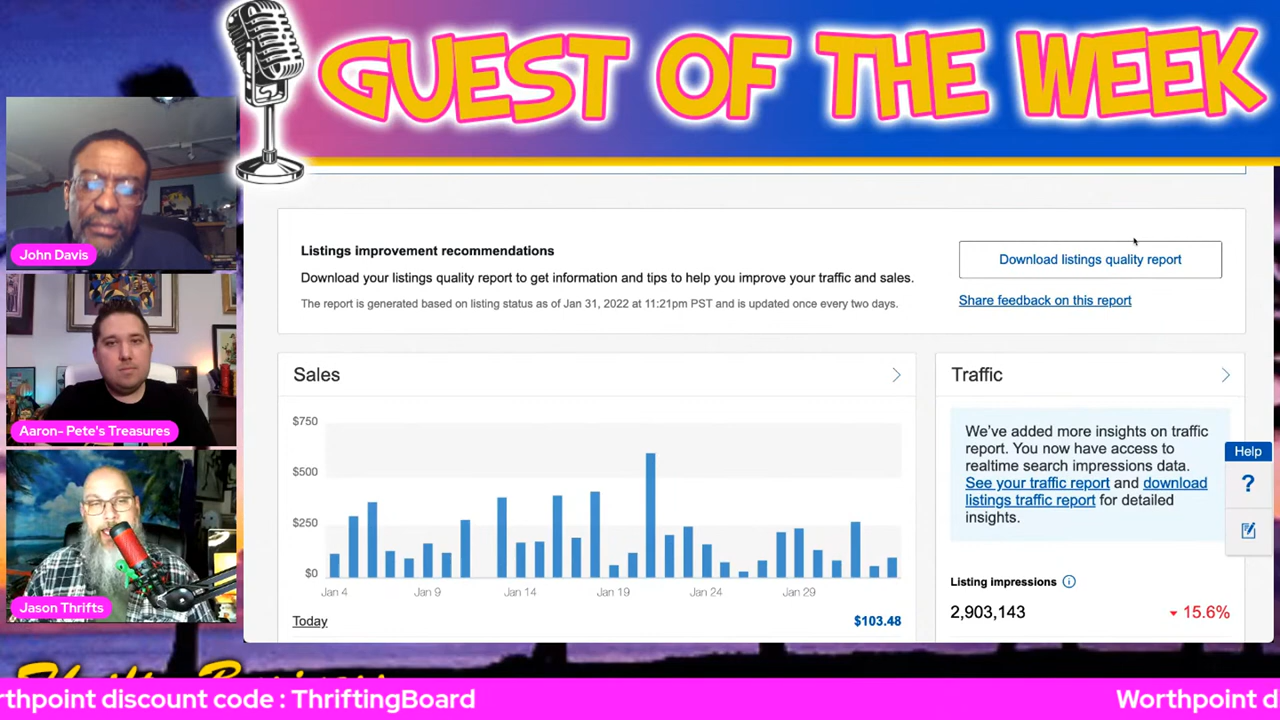 GUEST OF THE WEEK
John Davis
Aaron- Pete's Treasures
Jason Thrifts
Listings improvement recommendations
Download your listings quality report to get information and tips to help you improve your traffic and sales.
The report is generated based on listing status as of Jan 31, 2022 at 11:21pm PST and is updated once every two days.
Download listings quality report
Share feedback on this report
Sales
$750
$500
$250
$0
Jan 4
Jan 9
Jan 14
Jan 19
Jan 24
Jan 29
Today
$103.48
Traffic
We've added more insights on traffic
report. You now have access to
realtime search impressions data.
See your traffic report and download
listings traffic report for detailed
insights.
Listing impressions
2,903,143
15.6%
Help
?
rthpoint discount code : ThriftingBoard
Worthpoint d